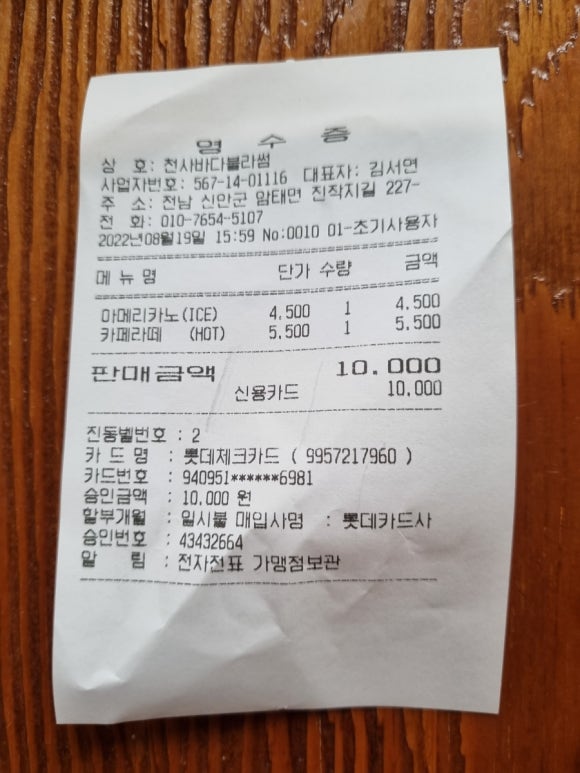 영 수 증
상 호: 천사바다블라썸
사업자번호: 567-14-01116 대표자: 김서연
주 소: 전남 신안군 암태면 진작지길 227-
전 화: 010-7654-5107
2022년08월19일 15:59 No:0010 01-초기사용자
메 뉴 명 단가 수량 금액
아메리카노(ICE) 4,500 1 4,500
카페라떼 (HOT) 5,500 1 5,500
판매금액 10,000
신용카드 10,000
진동벨번호 : 2
카 드 명 : 롯데체크카드 ( 9957217960 )
카드번호 : 940951******6981
승인금액 : 10,000 원
할부개월 : 일시불 매입사명 : 롯데카드사
승인번호 : 43432664
알 림 : 전자전표 가맹점보관